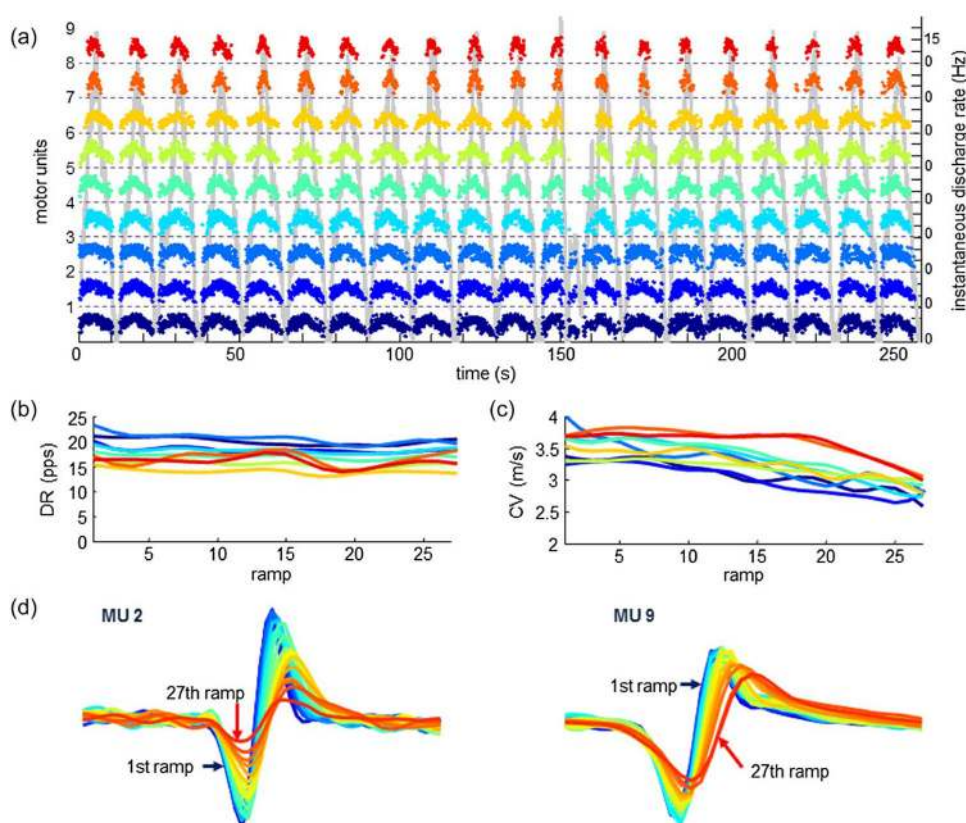 (a)
motor units
9
8
7
6
5
4
3
2
1
15
0
0
0
0
0
0
0
0
0
instantaneous discharge rate (Hz)
0
50
100
150
200
250
time (s)
(b)
DR (pps)
25
20
15
10
5
0
5
10
15
20
25
ramp
(c)
CV (m/s)
4
3.5
3
2.5
2
5
10
15
20
25
ramp
(d)
MU 2
27th ramp
1st ramp
MU 9
1st ramp
27th ramp